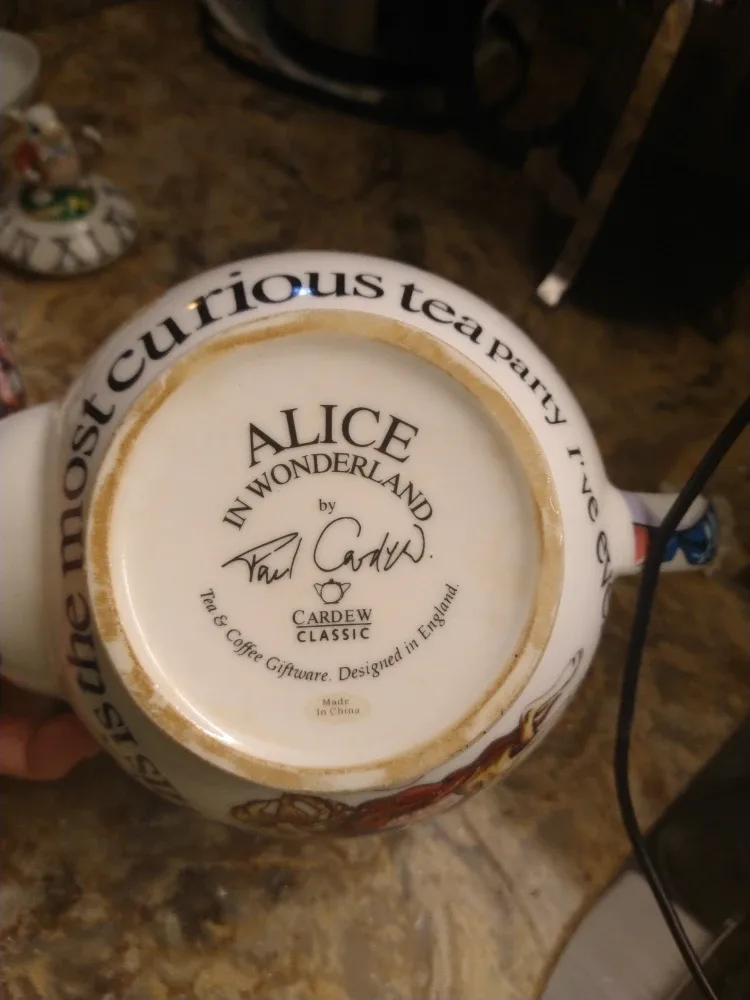 the most curious tea party I've
ALICE
IN WONDERLAND
by
Paul Cardew.
CARDEW
CLASSIC
Tea & Coffee Giftware. Designed in England.
Made
in China